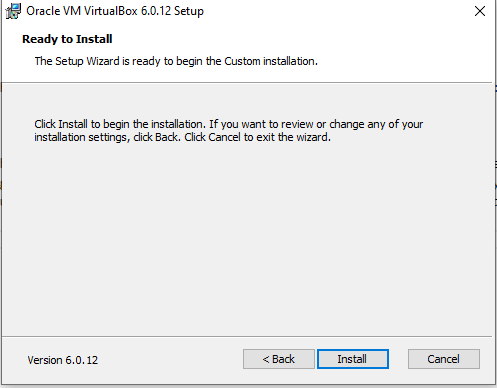 Oracle VM VirtualBox 6.0.12 Setup
Ready to Install
The Setup Wizard is ready to begin the Custom installation.
Click Install to begin the installation. If you want to review or change any of your
installation settings, click Back. Click Cancel to exit the wizard.
Version 6.0.12
< Back
Install
Cancel